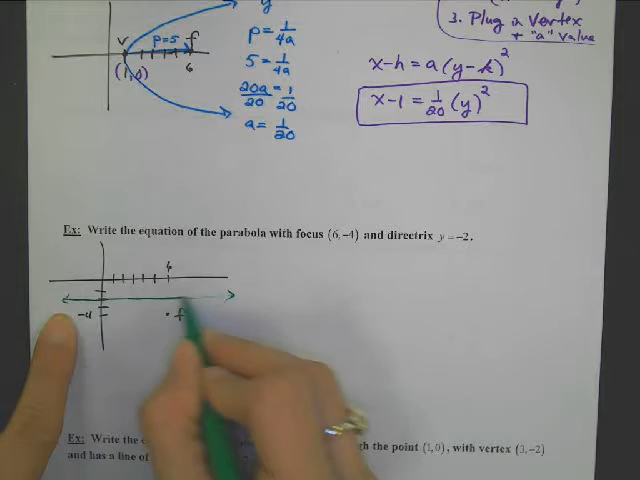 y
3. Plug in Vertex
+ "a" value
V p=5 f
(1,0) 6
p = 1/4a
5 = 1/4a
20a/20 = 1/20
a = 1/20
x-h = a(y-k)²
x-1 = 1/20 (y)²
Ex: Write the equation of the parabola with focus (6,-4) and directrix y = -2.
6
-4 f
Ex: Write the
gh the point (1,0), with vertex (3,-2)
and has a line of